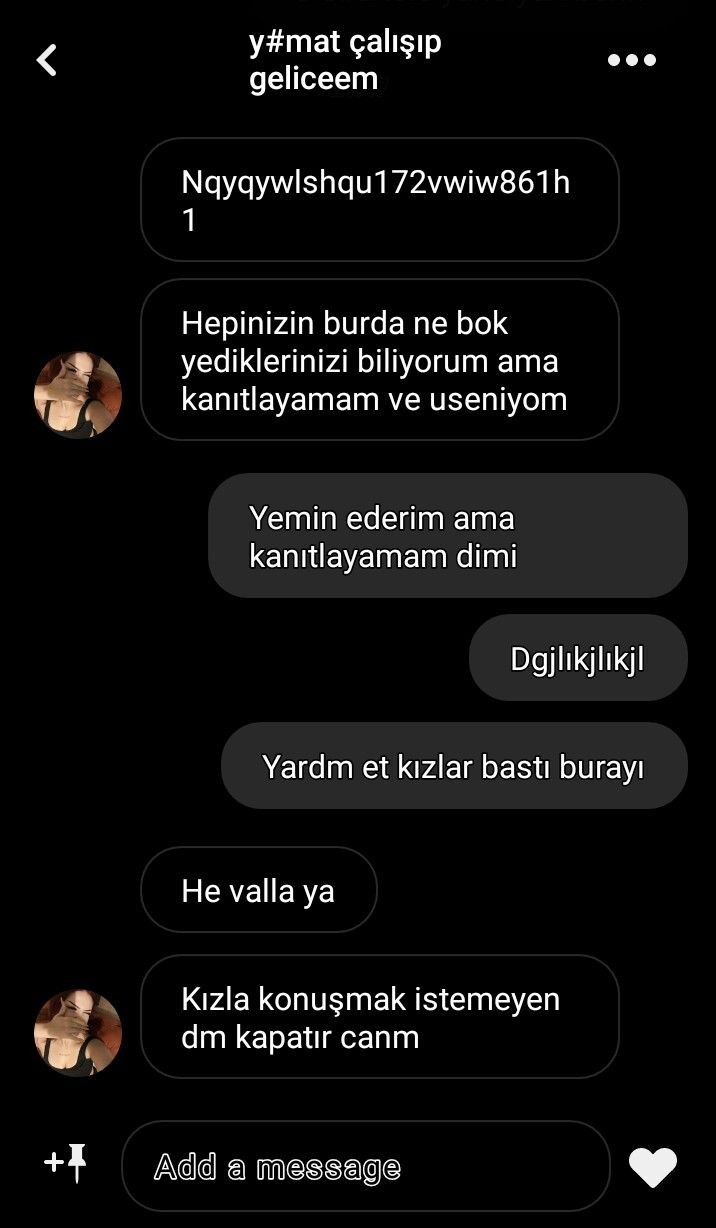 y#mat çalışıp
geliceem
Nqyqywlshqu172vwiw861h
1
Hepinizin burda ne bok
yediklerinizi biliyorum ama
kanıtlayamam ve useniyom
Yemin ederim ama
kanıtlayamam dimi
Dgjlıkjlıkjl
Yardm et kızlar bastı burayı
He valla ya
Kızla konuşmak istemeyen
dm kapatır canm
Add a message